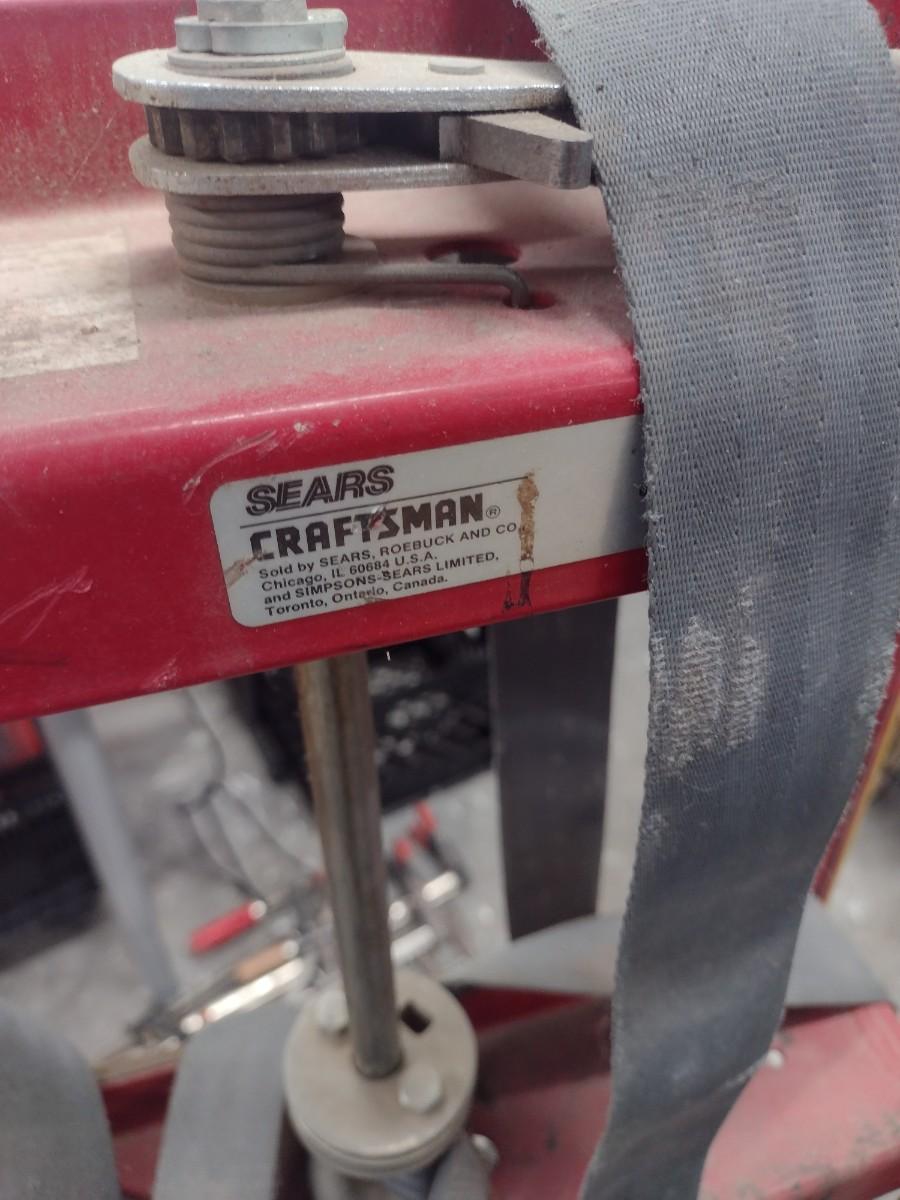 SEARS
CRAFTSMAN®
Sold by SEARS, ROEBUCK AND CO.
Chicago, IL 60684 U.S.A.
and SIMPSONS-SEARS LIMITED,
Toronto, Ontario, Canada.